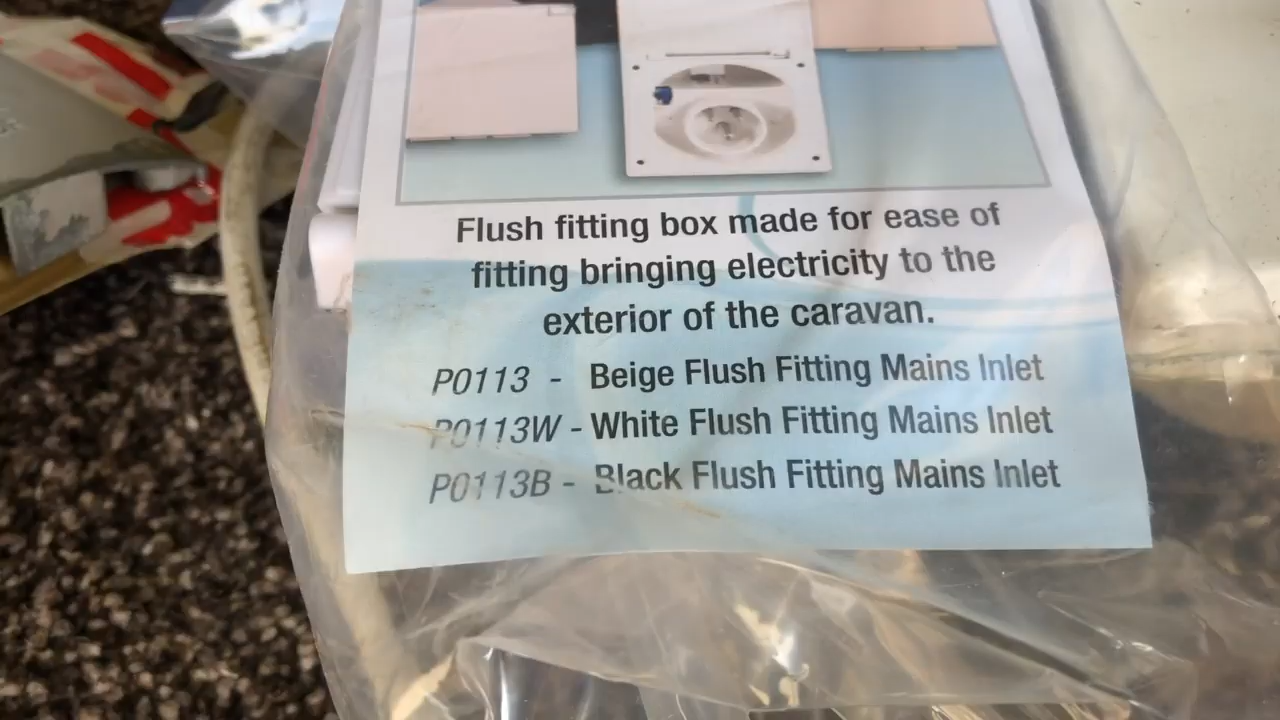 Flush fitting box made for ease of
fitting bringing electricity to the
exterior of the caravan.
P0113 - Beige Flush Fitting Mains Inlet
P0113W - White Flush Fitting Mains Inlet
P0113B - Black Flush Fitting Mains Inlet